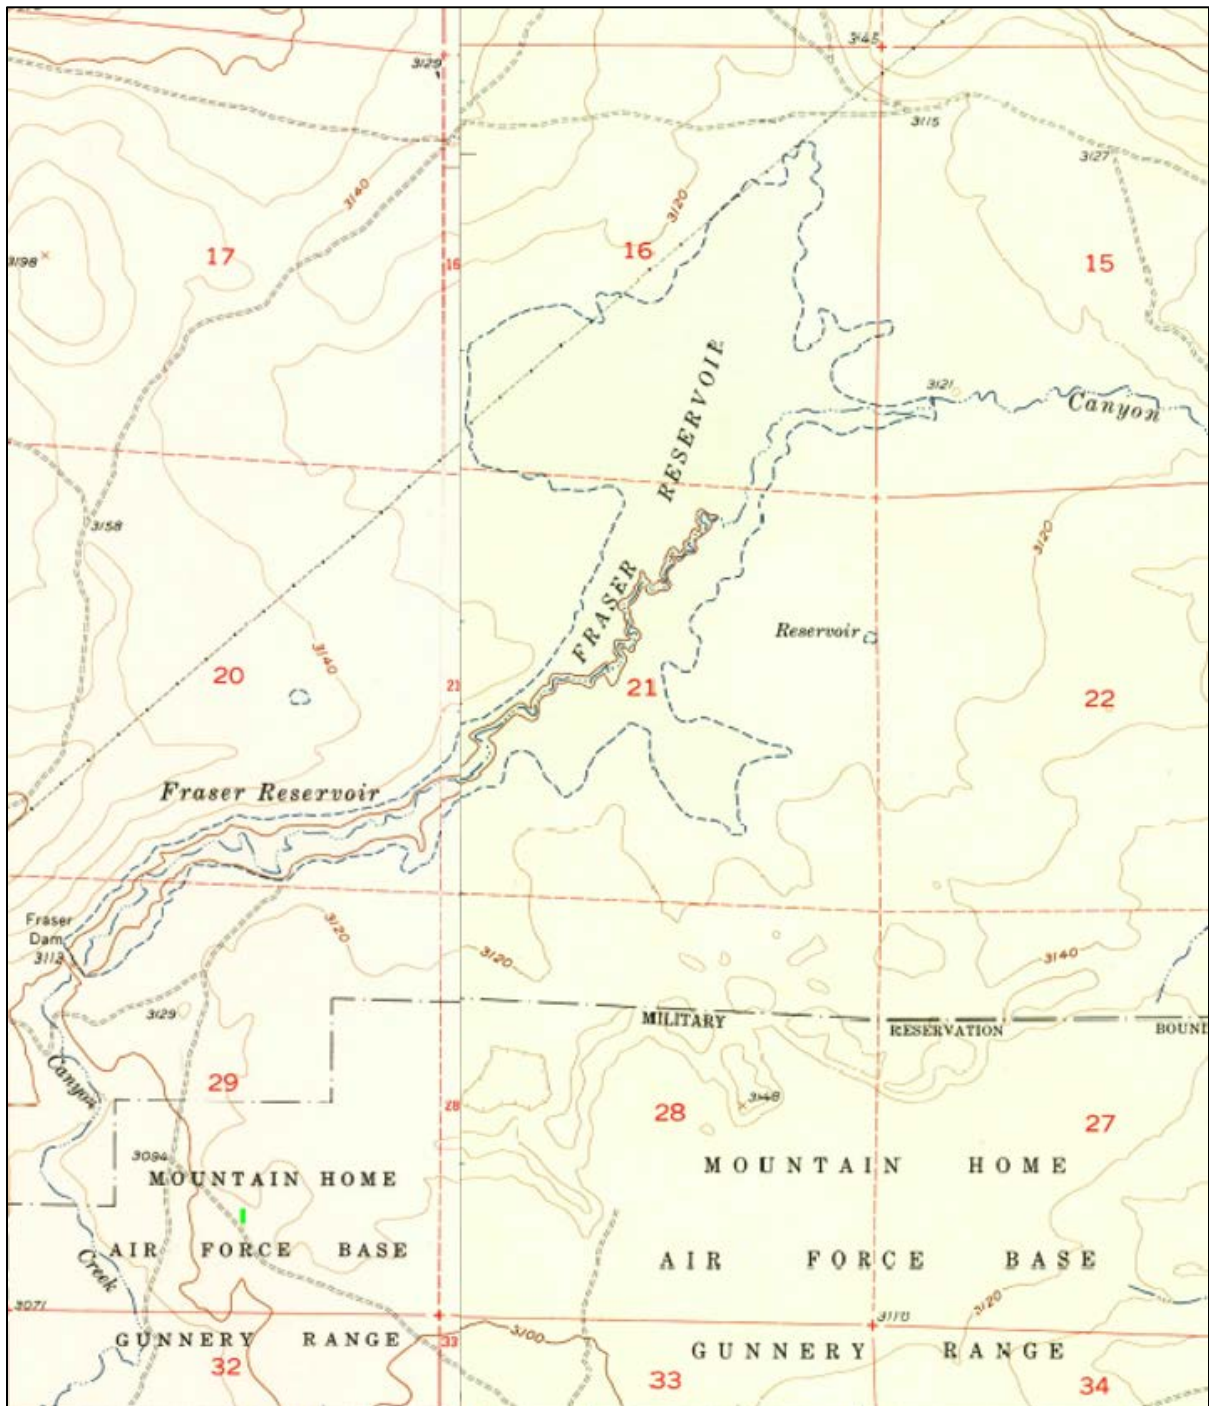 3145
3129
3115
3127
3140
3120
17
16
15
3198
16
RESERVOIR
3121
Canyon
3158
3120
FRASER
Reservoir
20
3140
21
21
22
Fraser Reservoir
Fraser
Dam
3113
3120
3120
3140
3129
MILITARY
RESERVATION
BOUND
Canyon
29
28
28
3148
27
3094
MOUNTAIN HOME
MOUNTAIN HOME
AIR FORCE BASE
AIR FORCE BASE
Creek
3071
3120
3170
3100
GUNNERY RANGE
33
GUNNERY RANGE
32
33
34